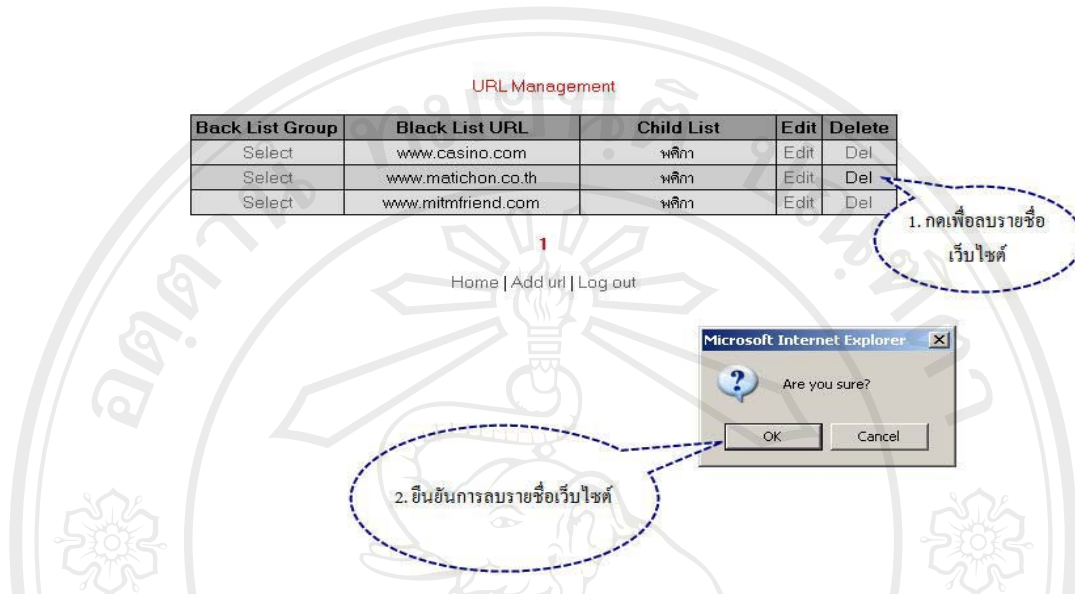 URL Management
Back List Group Black List URL Child List Edit Delete
Select www.casino.com พศิกา Edit Del
Select www.matichon.co.th พศิกา Edit Del
Select www.mitmfriend.com พศิกา Edit Del
1. กดเพื่อลบรายชื่อ
เว็บไซต์
1
Home | Add url | Log out
Microsoft Internet Explorer
Are you sure?
OK Cancel
2. ยืนยันการลบรายชื่อเว็บไซต์